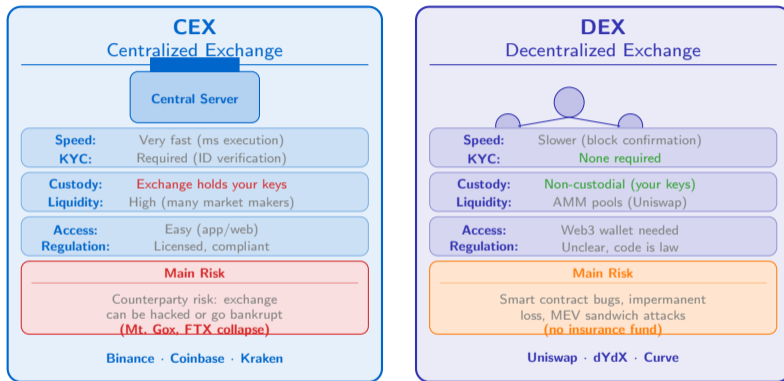 CEX
Centralized Exchange
Central Server
Speed: Very fast (ms execution)
KYC: Required (ID verification)
Custody: Exchange holds your keys
Liquidity: High (many market makers)
Access: Easy (app/web)
Regulation: Licensed, compliant
Main Risk
Counterparty risk: exchange
can be hacked or go bankrupt
(Mt. Gox, FTX collapse)
Binance · Coinbase · Kraken
DEX
Decentralized Exchange
Speed: Slower (block confirmation)
KYC: None required
Custody: Non-custodial (your keys)
Liquidity: AMM pools (Uniswap)
Access: Web3 wallet needed
Regulation: Unclear, code is law
Main Risk
Smart contract bugs, impermanent
loss, MEV sandwich attacks
(no insurance fund)
Uniswap · dYdX · Curve